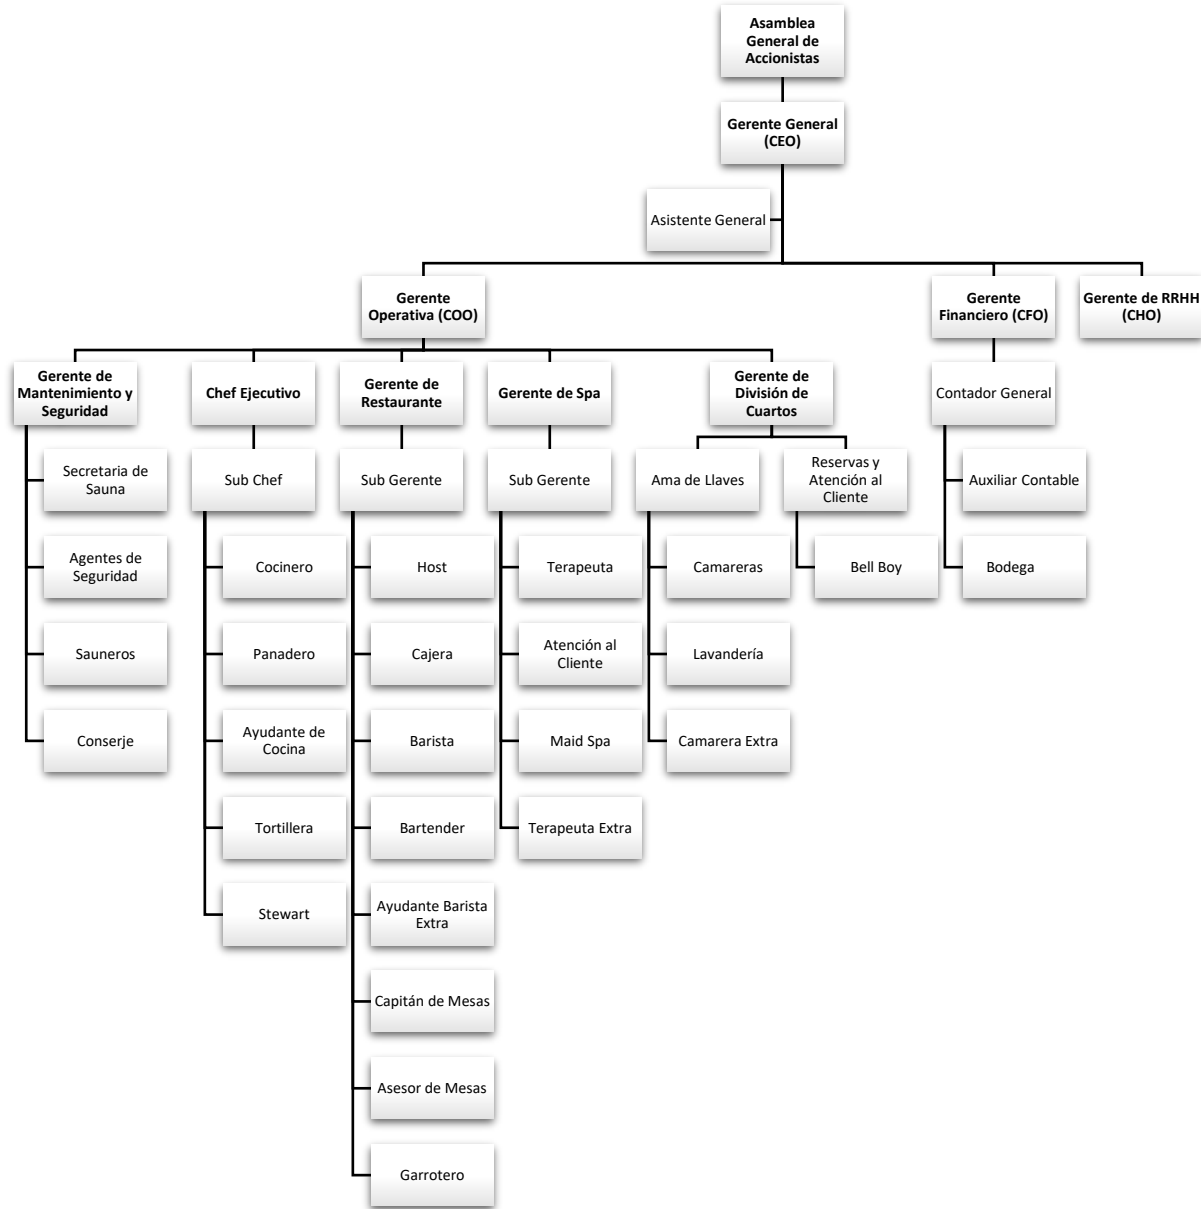 Asamblea
General de
Accionistas
Gerente General
(CEO)
Asistente General
Gerente
Operativa (COO)
Gerente
Financiero (CFO)
Gerente de RRHH
(CHO)
Gerente de
Mantenimiento y
Seguridad
Chef Ejecutivo
Gerente de
Restaurante
Gerente de Spa
Gerente de
División de
Cuartos
Contador General
Secretaria de
Sauna
Sub Chef
Sub Gerente
Sub Gerente
Ama de Llaves
Reservas y
Atención al
Cliente
Auxiliar Contable
Agentes de
Seguridad
Cocinero
Host
Terapeuta
Camareras
Bell Boy
Bodega
Sauneros
Panadero
Cajera
Atención al
Cliente
Lavandería
Conserje
Ayudante de
Cocina
Barista
Maid Spa
Camarera Extra
Tortillera
Bartender
Terapeuta Extra
Stewart
Ayudante Barista
Extra
Capitán de Mesas
Asesor de Mesas
Garrotero